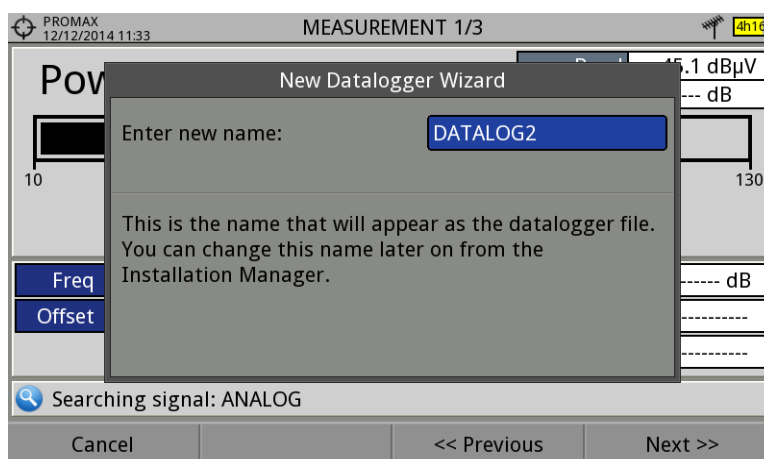 PROMAX
12/12/2014 11:33
MEASUREMENT 1/3
4h16
Pow
.1 dBµV
--- dB
New Datalogger Wizard
Enter new name:
DATALOG2
10
130
This is the name that will appear as the datalogger file.
You can change this name later on from the
Installation Manager.
Freq
------ dB
Offset
----------
----------
Searching signal: ANALOG
Cancel
<< Previous
Next >>